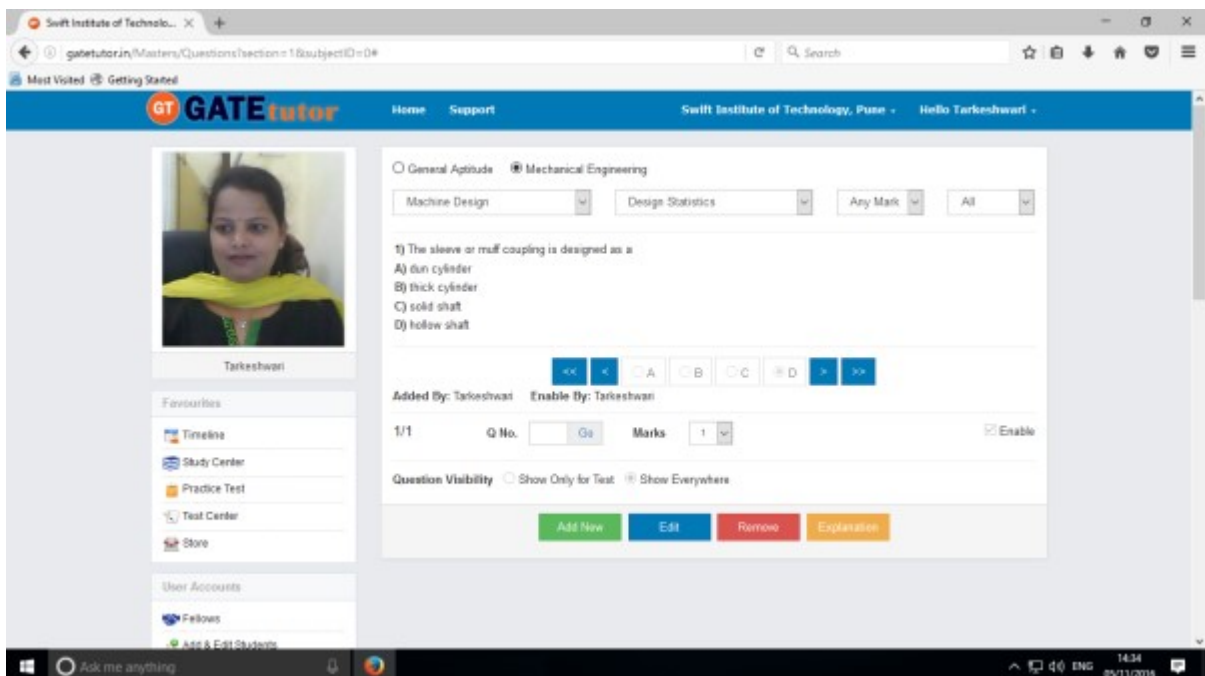 Swift Institute of Technolo...
gatetutor.in/Masters/Questions?section=1&subjectID=0#
Search
Most Visited Getting Started
GT GATEtutor Home Support Swift Institute of Technology, Pune Hello Tarkeshwari
General Aptitude Mechanical Engineering
Machine Design Design Statistics Any Mark All
1) The sleeve or muff coupling is designed as a
A) dun cylinder
B) thick cylinder
C) solid shaft
D) hollow shaft
Tarkeshwari
<< < A B C D > >>
Added By: Tarkeshwari Enable By: Tarkeshwari
Favourites
1/1 Q No. Go Marks 1 Enable
Timeline
Study Center
Question Visibility Show Only for Test Show Everywhere
Practice Test
Test Center
Add New Edit Remove Explanation
Store
User Accounts
Fellows
Add & Edit Students
Ask me anything
ENG
14:34
05/11/2016